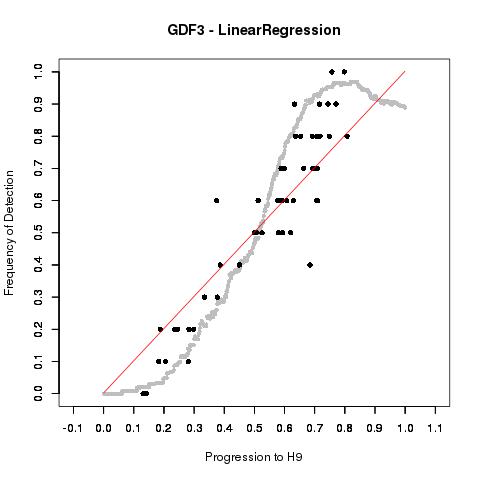 GDF3 - LinearRegression
Frequency of Detection
1.0
0.9
0.8
0.7
0.6
0.5
0.4
0.3
0.2
0.1
0.0
-0.1 0.0 0.1 0.2 0.3 0.4 0.5 0.6 0.7 0.8 0.9 1.0 1.1
Progression to H9